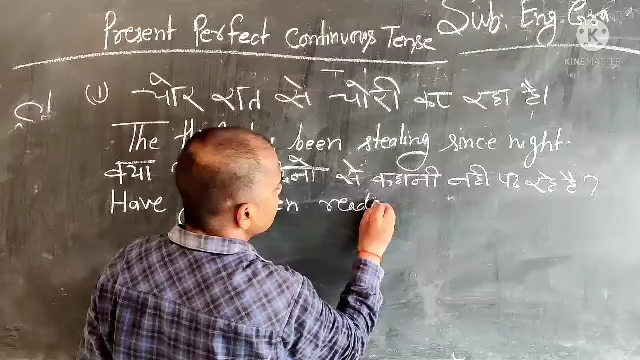 Present Perfect Continuous Tense
Sub. Eng. Gra
KINEMASTER
(1) चोर रात से चोरी कर रहा है।
The been stealing since night.
क्या से कहानी नही पढ़ रहे है?
Have read